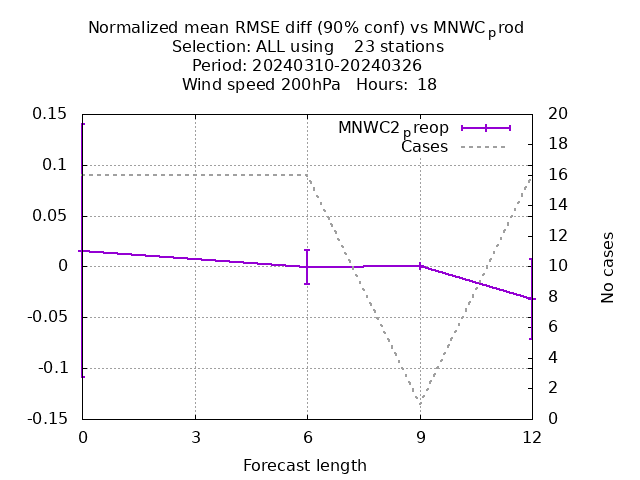 Normalized mean RMSE diff (90% conf) vs MNWCprod
Selection: ALL using 23 stations
Period: 20240310-20240326
Wind speed 200hPa Hours: 18
MNWC2preop
Cases
0.15
0.1
0.05
0
-0.05
-0.1
-0.15
20
18
16
14
12
10
8
6
4
2
0
No cases
0 3 6 9 12
Forecast length